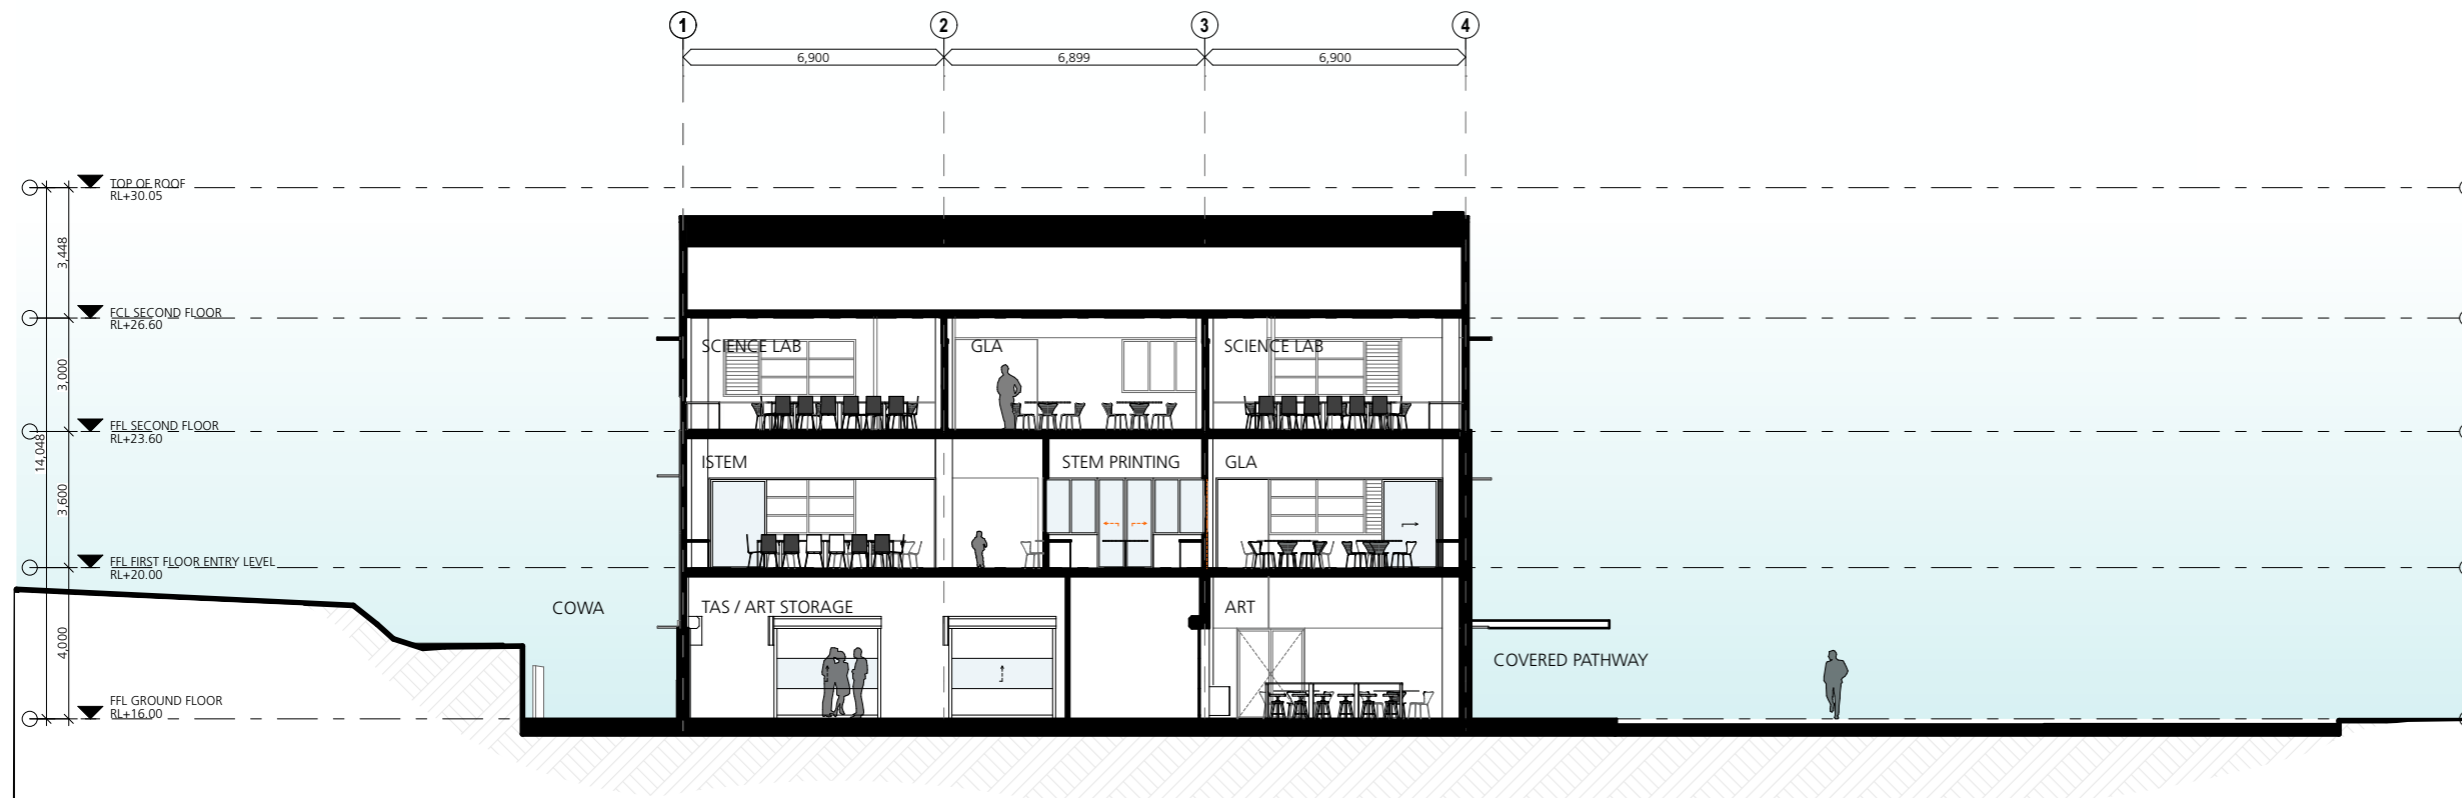 1 2 3 4
6,900 6,899 6,900
TOP OF ROOF
RL+30.05
3,448
FCL SECOND FLOOR
RL+26.60
SCIENCE LAB GLA SCIENCE LAB
3,000
FFL SECOND FLOOR
RL+23.60
14,048
ISTEM STEM PRINTING GLA
3,600
FFL FIRST FLOOR ENTRY LEVEL
RL+20.00
COWA TAS / ART STORAGE ART
4,000
COVERED PATHWAY
FFL GROUND FLOOR
RL+16.00